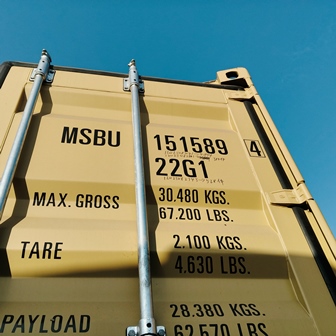 MSBU 151589 4
22G1
MAX. GROSS 30.480 KGS.
67.200 LBS.
TARE 2.100 KGS.
4.630 LBS.
PAYLOAD 28.380 KGS.
62.570 LBS.